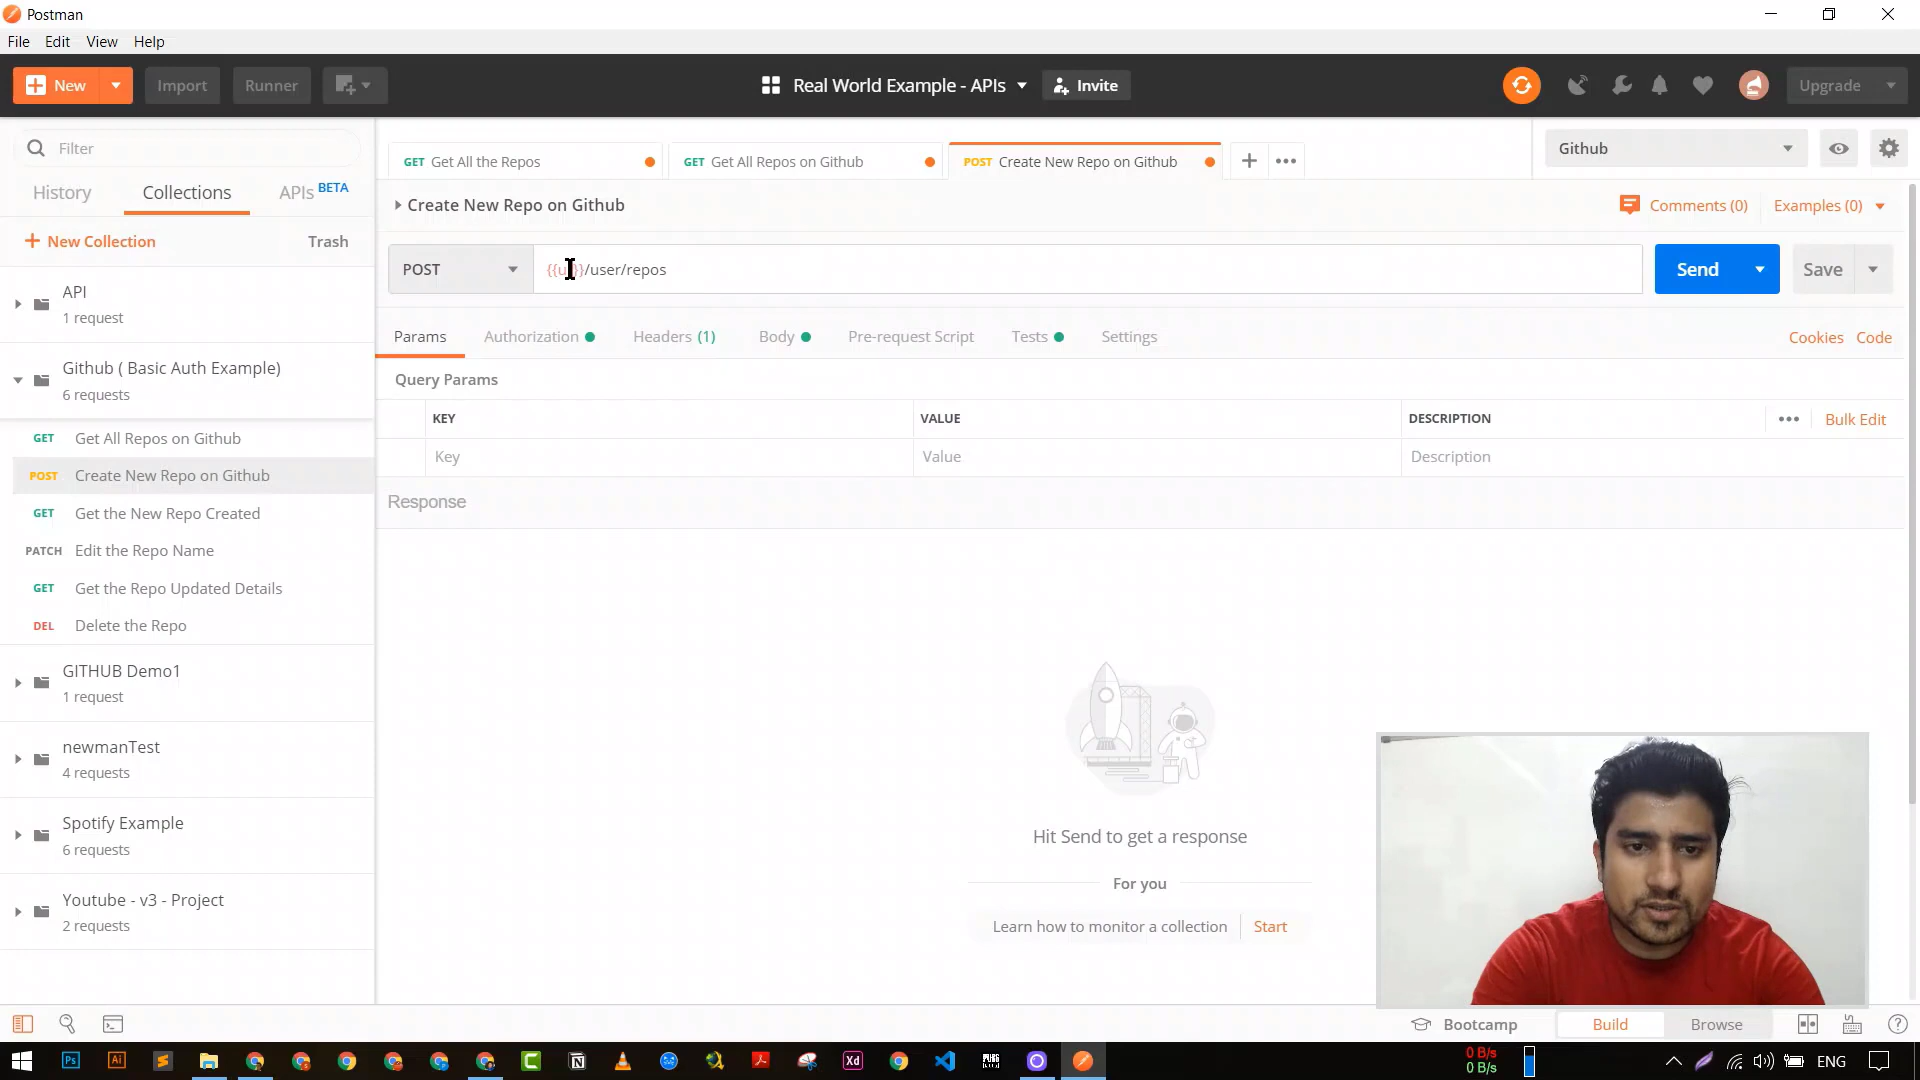 Postman
File Edit View Help
New Import Runner Real World Example - APIs Invite Upgrade
Filter
History Collections APIs BETA
New Collection Trash
API
1 request
Github ( Basic Auth Example)
6 requests
GET Get All Repos on Github
POST Create New Repo on Github
GET Get the New Repo Created
PATCH Edit the Repo Name
GET Get the Repo Updated Details
DEL Delete the Repo
GITHUB Demo1
1 request
newmanTest
4 requests
Spotify Example
6 requests
Youtube - v3 - Project
2 requests
GET Get All the Repos GET Get All Repos on Github POST Create New Repo on Github Github
Create New Repo on Github Comments (0) Examples (0)
POST /user/repos Send Save
Params Authorization Headers (1) Body Pre-request Script Tests Settings Cookies Code
Query Params
KEY VALUE DESCRIPTION Bulk Edit
Key Value Description
Response
Hit Send to get a response
For you
Learn how to monitor a collection Start
Bootcamp Build Browse
Ps Ai Xd 0 B/s ENG
0 B/s